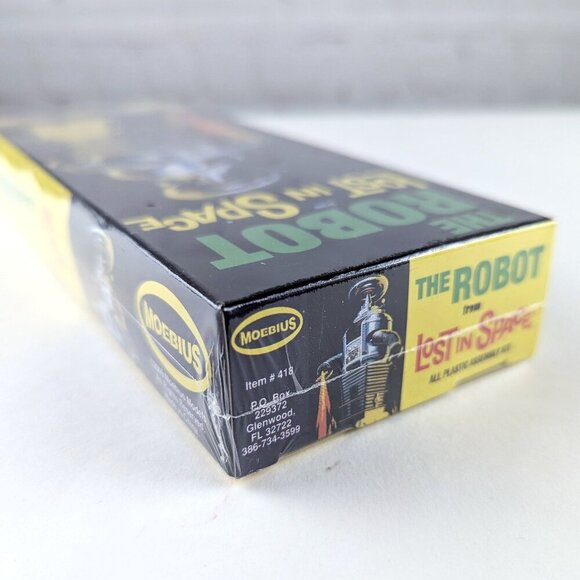 THE
ROBOT
LOST
IN SPACE
MOEBIUS
MOEBIUS
Item # 418
P.O. Box
229372
Glenwood,
FL 32722
386-734-3599
THE ROBOT
from
LOST IN SPACE
ALL PLASTIC ASSEMBLY KIT